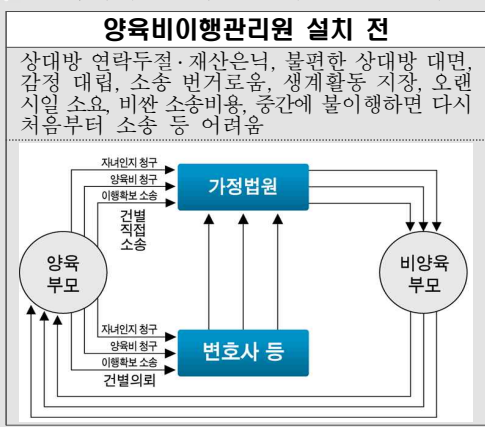 양육비이행관리원 설치 전
상대방 연락두절·재산은닉, 불편한 상대방 대면,
감정 대립, 소송 번거로움, 생계활동 지장, 오랜
시일 소요, 비싼 소송비용, 중간에 불이행하면 다시
처음부터 소송 등 어려움
자녀인지 청구
양육비 청구
이행확보 소송
건별
직접
소송
가정법원
양육
부모
비양육
부모
자녀인지 청구
양육비 청구
이행확보 소송
건별의뢰
변호사 등